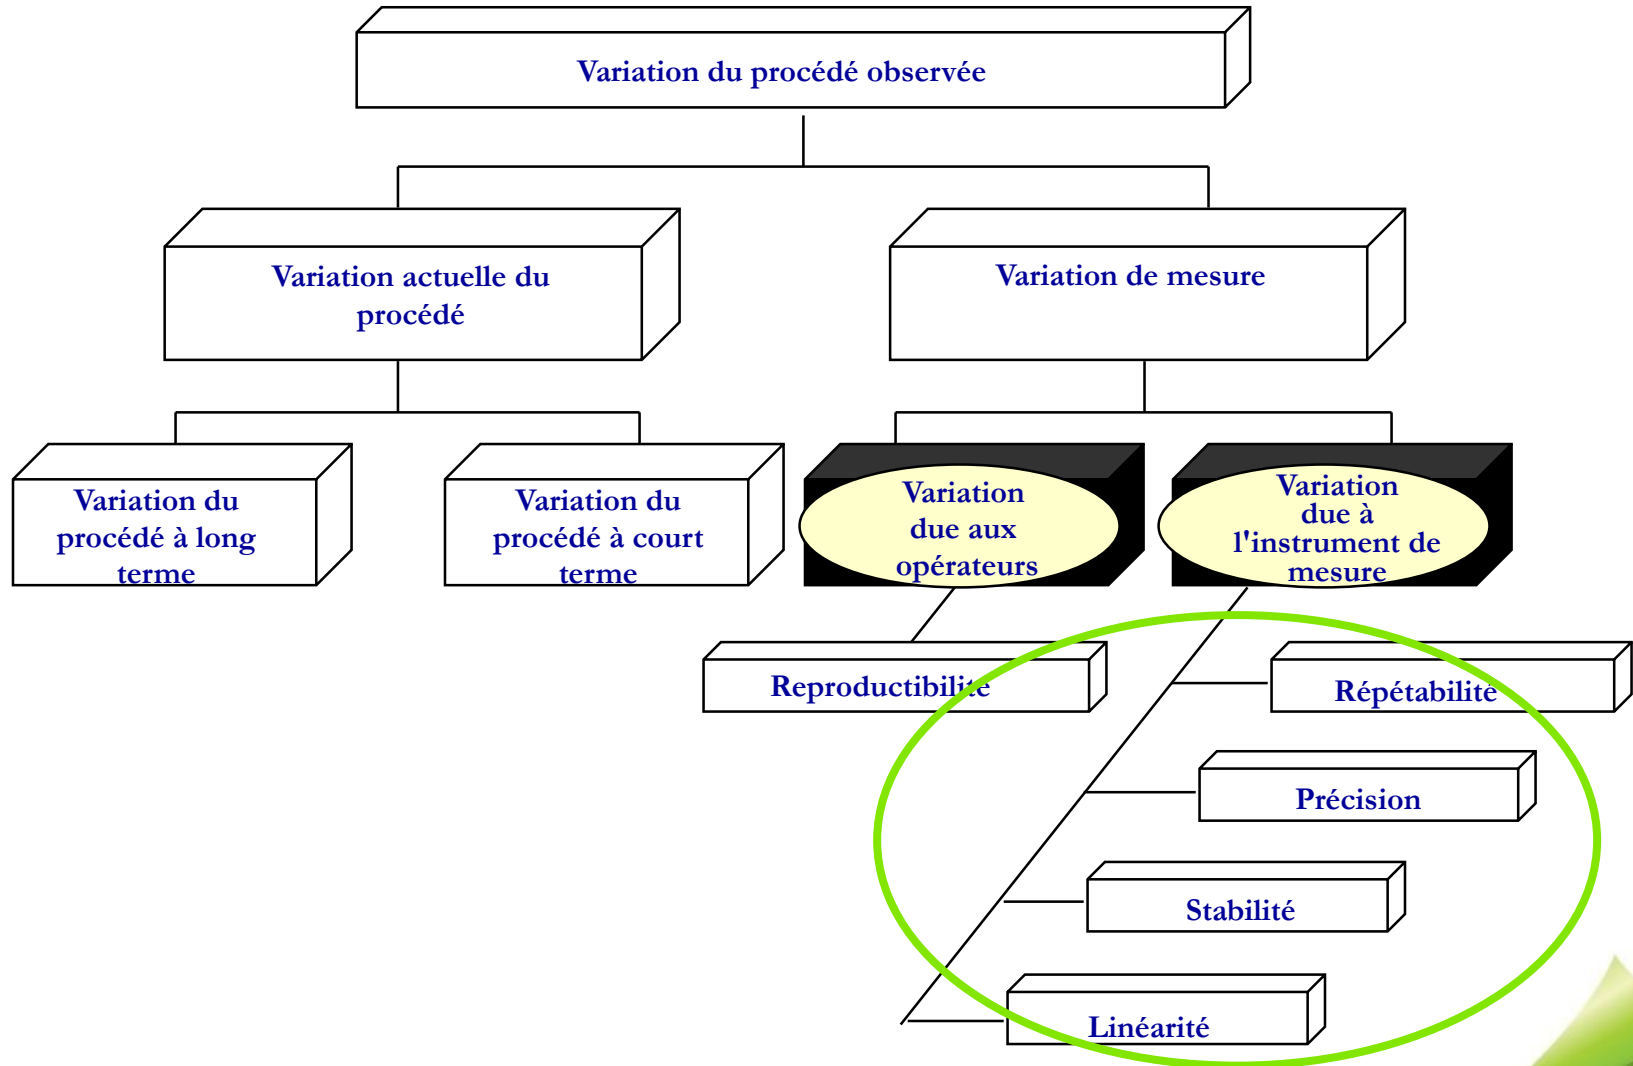 Variation du procédé observée
Variation actuelle du
procédé
Variation de mesure
Variation du
procédé à long
terme
Variation du
procédé à court
terme
Variation
due aux
opérateurs
Variation
due à
l'instrument de
mesure
Reproductibilité
Répétabilité
Précision
Stabilité
Linéarité